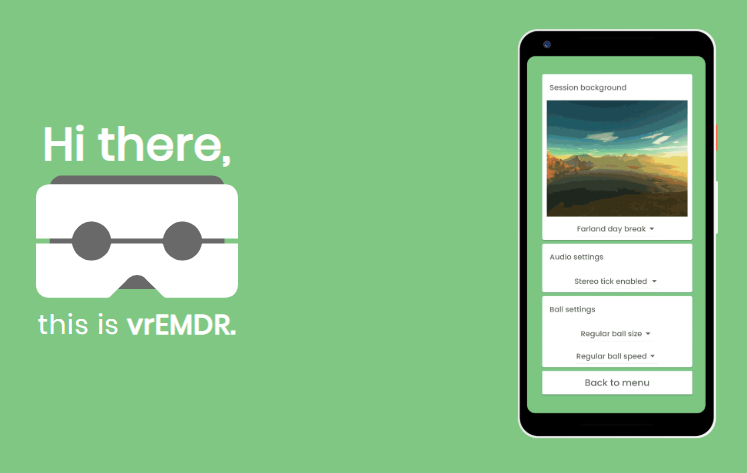 Hi there,
this is vrEMDR.
Session background
Farland day break
Audio settings
Stereo tick enabled
Ball settings
Regular ball size
Regular ball speed
Back to menu